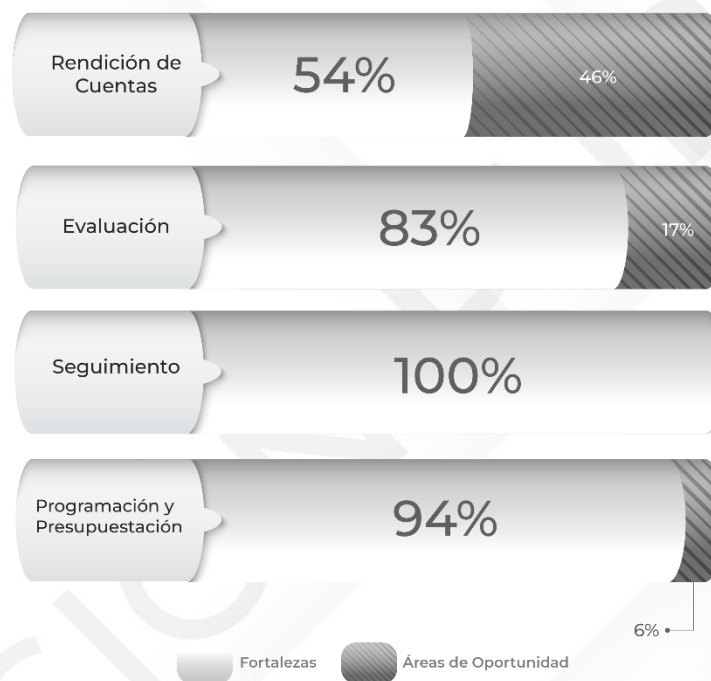 Rendición de
Cuentas
54%
46%
Evaluación
83%
17%
Seguimiento
100%
Programación y
Presupuestación
94%
6%
Fortalezas
Áreas de Oportunidad